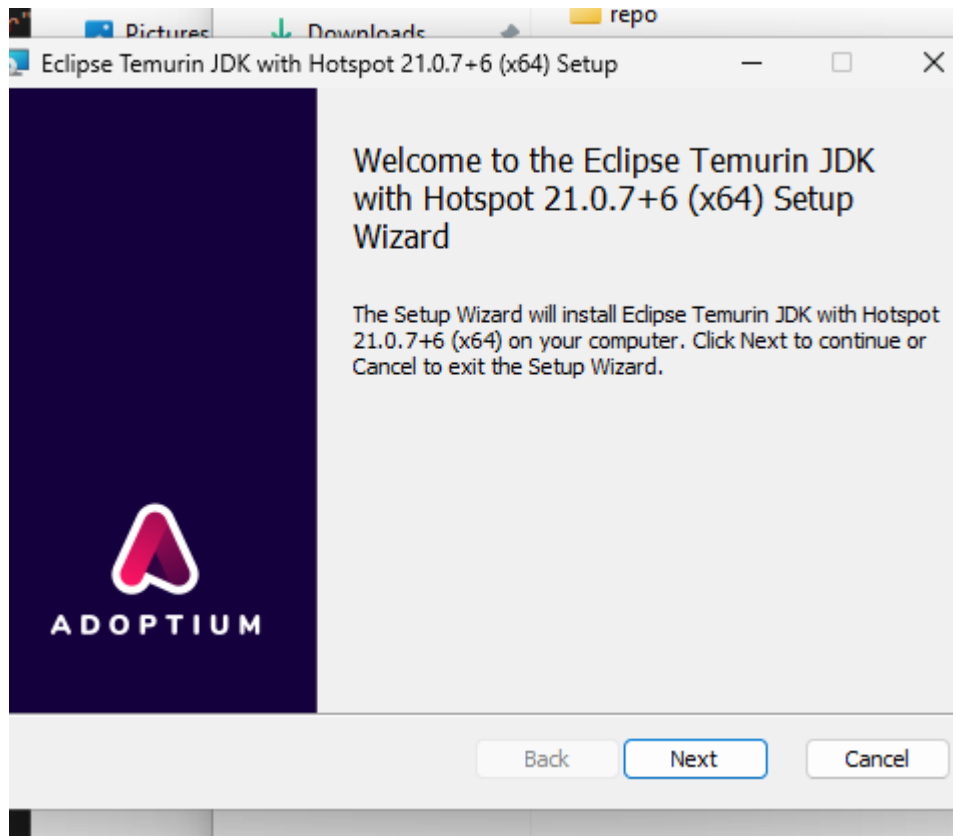 repo
Pictures
Downloads
Eclipse Temurin JDK with Hotspot 21.0.7+6 (x64) Setup
Welcome to the Eclipse Temurin JDK
with Hotspot 21.0.7+6 (x64) Setup
Wizard
The Setup Wizard will install Eclipse Temurin JDK with Hotspot
21.0.7+6 (x64) on your computer. Click Next to continue or
Cancel to exit the Setup Wizard.
ADOPTIUM
Back
Next
Cancel